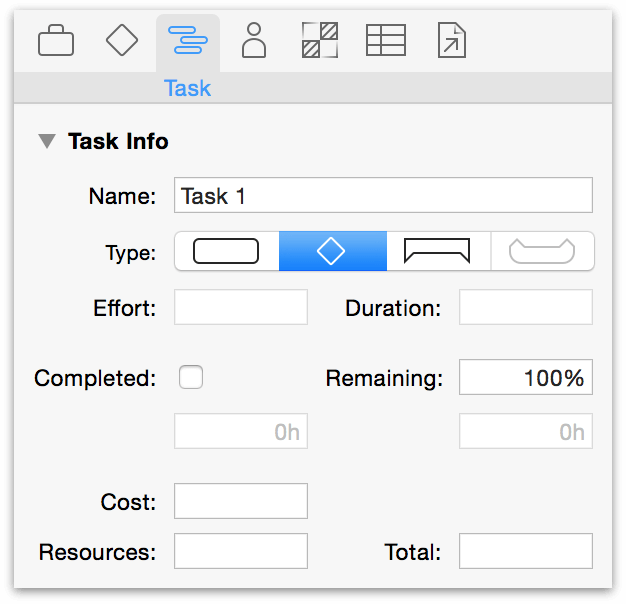 Task
Task Info
Name: Task 1
Type:
Effort: Duration:
Completed: Remaining: 100%
0h 0h
Cost:
Resources: Total: